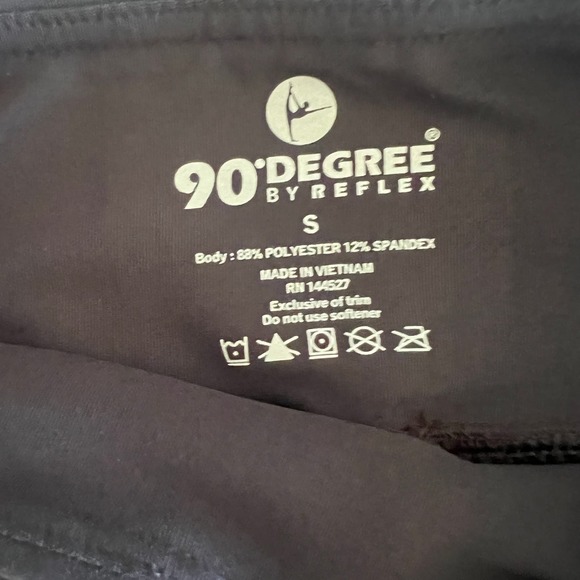 90°DEGREE®
BY REFLEX
S
Body : 88% POLYESTER 12% SPANDEX
MADE IN VIETNAM
RN 144527
Exclusive of trim
Do not use softener